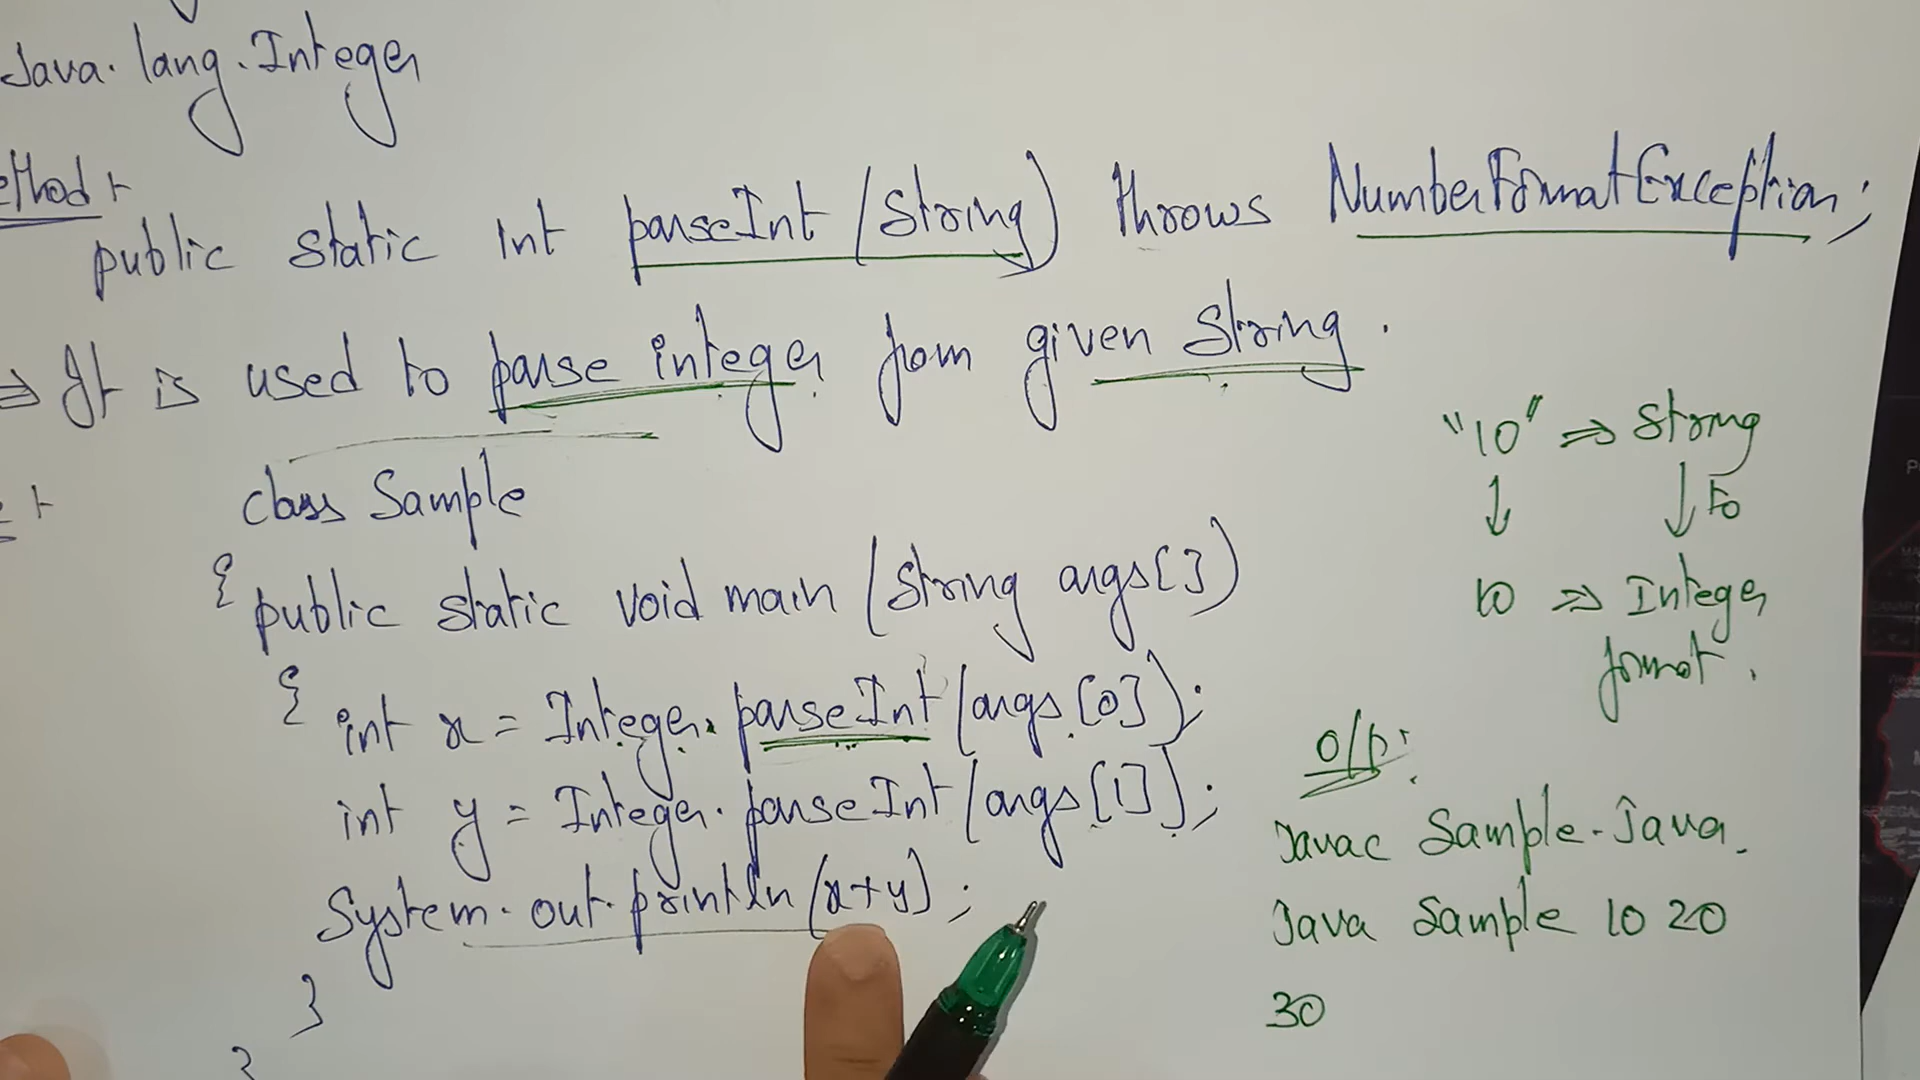 Java.lang.Integer
ethod :-
public static int parseInt(String) throws NumberFormatException;
⇒ It is used to parse integer from given String.
class Sample
{ public static void main (String args[])
{ int x = Integer.parseInt(args[0]);
int y = Integer.parseInt(args[1]);
System.out.println(x+y);
}
}
"10" ⇒ String
↓ ↓ to
10 ⇒ Integer
format.
O/P:
Javac Sample.Java.
Java Sample 10 20
30